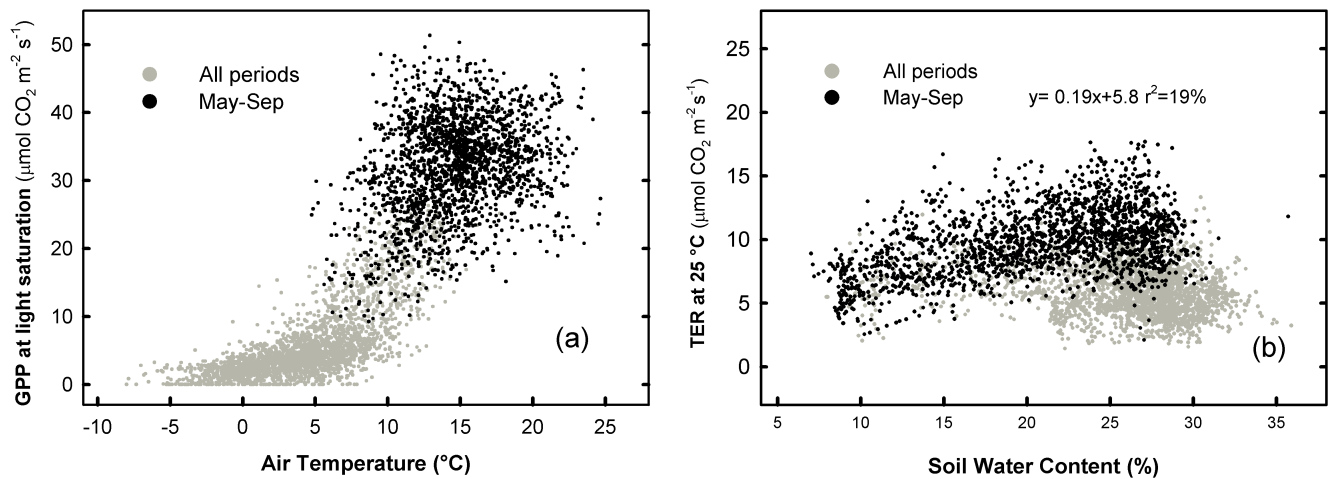 GPP at light saturation (μmol CO2 m-2 s-1)
50
40
30
20
10
0
All periods
May-Sep
(a)
-10 -5 0 5 10 15 20 25
Air Temperature (°C)
TER at 25 °C (μmol CO2 m-2 s-1)
25
20
15
10
5
0
All periods
May-Sep
y= 0.19x+5.8 r2=19%
(b)
5 10 15 20 25 30 35
Soil Water Content (%)